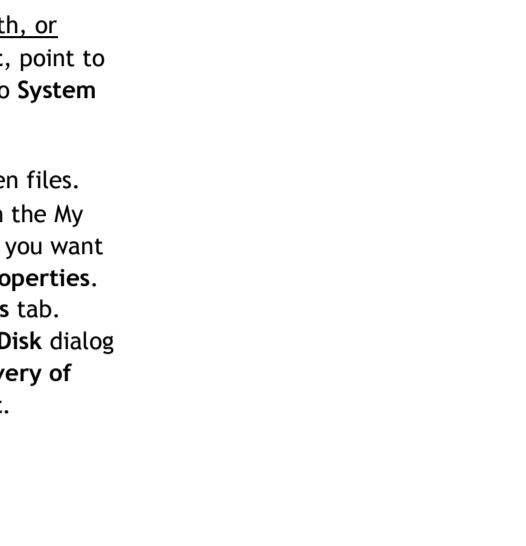 th, or
, point to
o System
en files.
the My
you want
operties.
s tab.
Disk dialog
very of
.